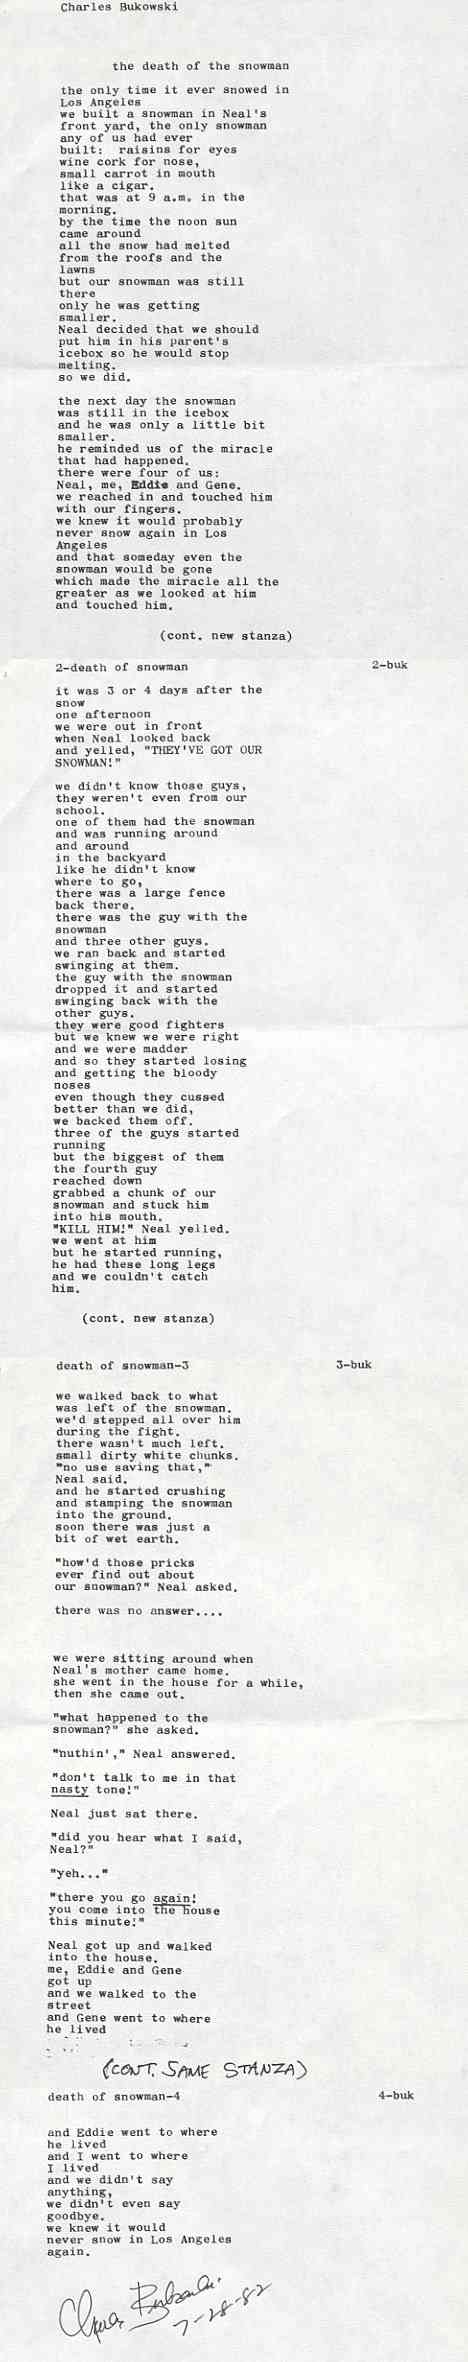 Charles Bukowski
the death of the snowman
the only time it ever snowed in
Los Angeles
we built a snowman in Neal's
front yard, the only snowman
any of us had ever
built:  raisins for eyes
wine cork for nose,
small carrot in mouth
like a cigar.
that was at 9 a.m. in the
morning.
by the time the noon sun
came around
all the snow had melted
from the roofs and the
lawns
but our snowman was still
there
only he was getting
smaller.
Neal decided that we should
put him in his parent's
icebox so he would stop
melting.
so we did.
the next day the snowman
was still in the icebox
and he was only a little bit
smaller.
he reminded us of the miracle
that had happened.
there were four of us:
Neal, me, Eddie and Gene.
we reached in and touched him
with our fingers.
we knew it would probably
never snow again in Los
Angeles
and that someday even the
snowman would be gone
which made the miracle all the
greater as we looked at him
and touched him.
(cont. new stanza)
2-death of snowman 2-buk
it was 3 or 4 days after the
snow
one afternoon
we were out in front
when Neal looked back
and yelled, "THEY'VE GOT OUR
SNOWMAN!"
we didn't know those guys,
they weren't even from our
school.
one of them had the snowman
and was running around
and around
in the backyard
like he didn't know
where to go,
there was a large fence
back there.
there was the guy with the
snowman
and three other guys.
we ran back and started
swinging at them.
the guy with the snowman
dropped it and started
swinging back with the
other guys.
they were good fighters
but we knew we were right
and we were madder
and so they started losing
and getting the bloody
noses
even though they cussed
better than we did,
we backed them off.
three of the guys started
running
but the biggest of them
the fourth guy
reached down
grabbed a chunk of our
snowman and stuck him
into his mouth.
"KILL HIM!" Neal yelled.
we went at him
but he started running,
he had these long legs
and we couldn't catch
him.
(cont. new stanza)
death of snowman-3 3-buk
we walked back to what
was left of the snowman.
we'd stepped all over him
during the fight.
there wasn't much left.
small dirty white chunks.
"no use saving that,"
Neal said.
and he started crushing
and stamping the snowman
into the ground.
soon there was just a
bit of wet earth.
"how'd those pricks
ever find out about
our snowman?" Neal asked.
there was no answer....
we were sitting around when
Neal's mother came home.
she went in the house for a while,
then she came out.
"what happened to the
snowman?" she asked.
"nuthin'," Neal answered.
"don't talk to me in that
nasty tone!"
Neal just sat there.
"did you hear what I said,
Neal?"
"yeh..."
"there you go again!
you come into the house
this minute!"
Neal got up and walked
into the house.
me, Eddie and Gene
got up
and we walked to the
street
and Gene went to where
he lived
(CONT. SAME STANZA)
death of snowman-4 4-buk
and Eddie went to where
he lived
and I went to where
I lived
and we didn't say
anything,
we didn't even say
goodbye.
we knew it would
never snow in Los Angeles
again.
Charles Bukowski
7-28-82